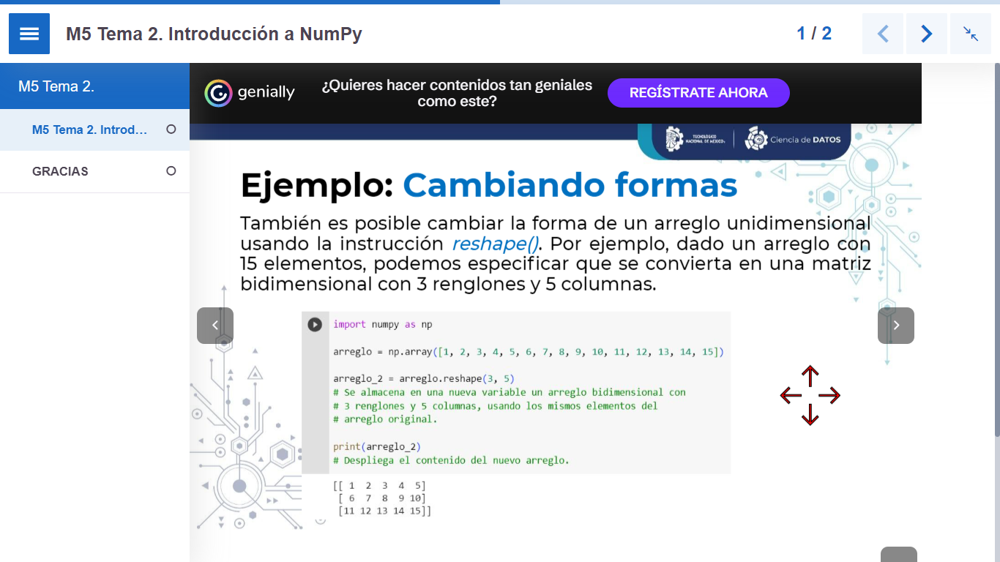 M5 Tema 2. Introducción a NumPy
1 / 2
M5 Tema 2.
M5 Tema 2. Introd...
GRACIAS
genially
¿Quieres hacer contenidos tan geniales
como este?
REGÍSTRATE AHORA
TECNOLÓGICO
NACIONAL DE MÉXICO.
Ciencia de DATOS
Ejemplo: Cambiando formas
También es posible cambiar la forma de un arreglo unidimensional
usando la instrucción reshape(). Por ejemplo, dado un arreglo con
15 elementos, podemos especificar que se convierta en una matriz
bidimensional con 3 renglones y 5 columnas.
import numpy as np
arreglo = np.array([1, 2, 3, 4, 5, 6, 7, 8, 9, 10, 11, 12, 13, 14, 15])
arreglo_2 = arreglo.reshape(3, 5)
# Se almacena en una nueva variable un arreglo bidimensional con
# 3 renglones y 5 columnas, usando los mismos elementos del
# arreglo original.
print(arreglo_2)
# Despliega el contenido del nuevo arreglo.
[[ 1 2 3 4 5]
[ 6 7 8 9 10]
[11 12 13 14 15]]